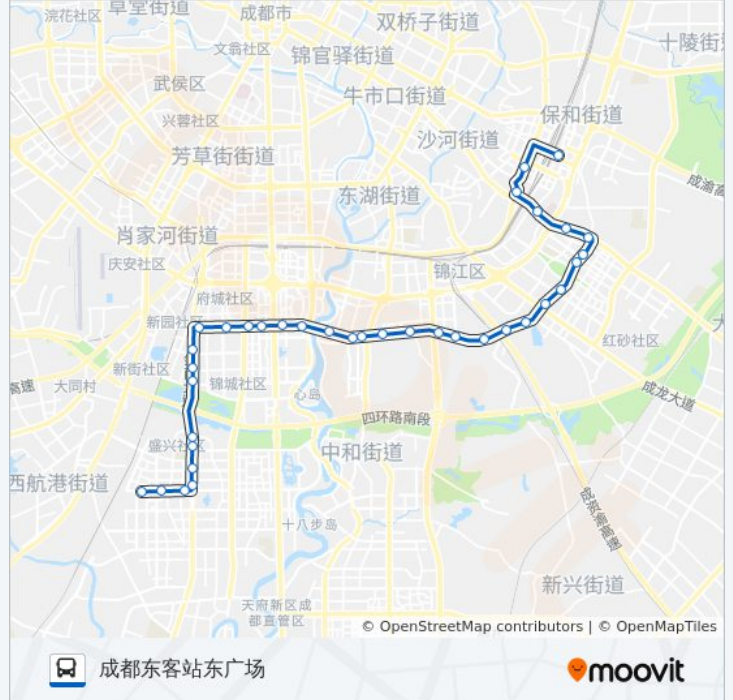 草堂街道
成都市
浣花社区
双桥子街道
文翁社区
锦官驿街道
十陵街
武侯区
牛市口街道
兴蓉社区
保和街道
沙河街道
芳草街街道
成渝高
东湖街道
肖家河街道
庆安社区
锦江区
府城社区
新园社区
红砂社区
新街社区
高速
大同村
锦城社区
心岛
成龙大道
四环路南段
盛兴社区
中和街道
西航港街道
成资渝高速
十八步岛
新兴街道
天府新区成
都直管区
© OpenStreetMap contributors | © OpenMapTiles
成都东客站东广场
moovit